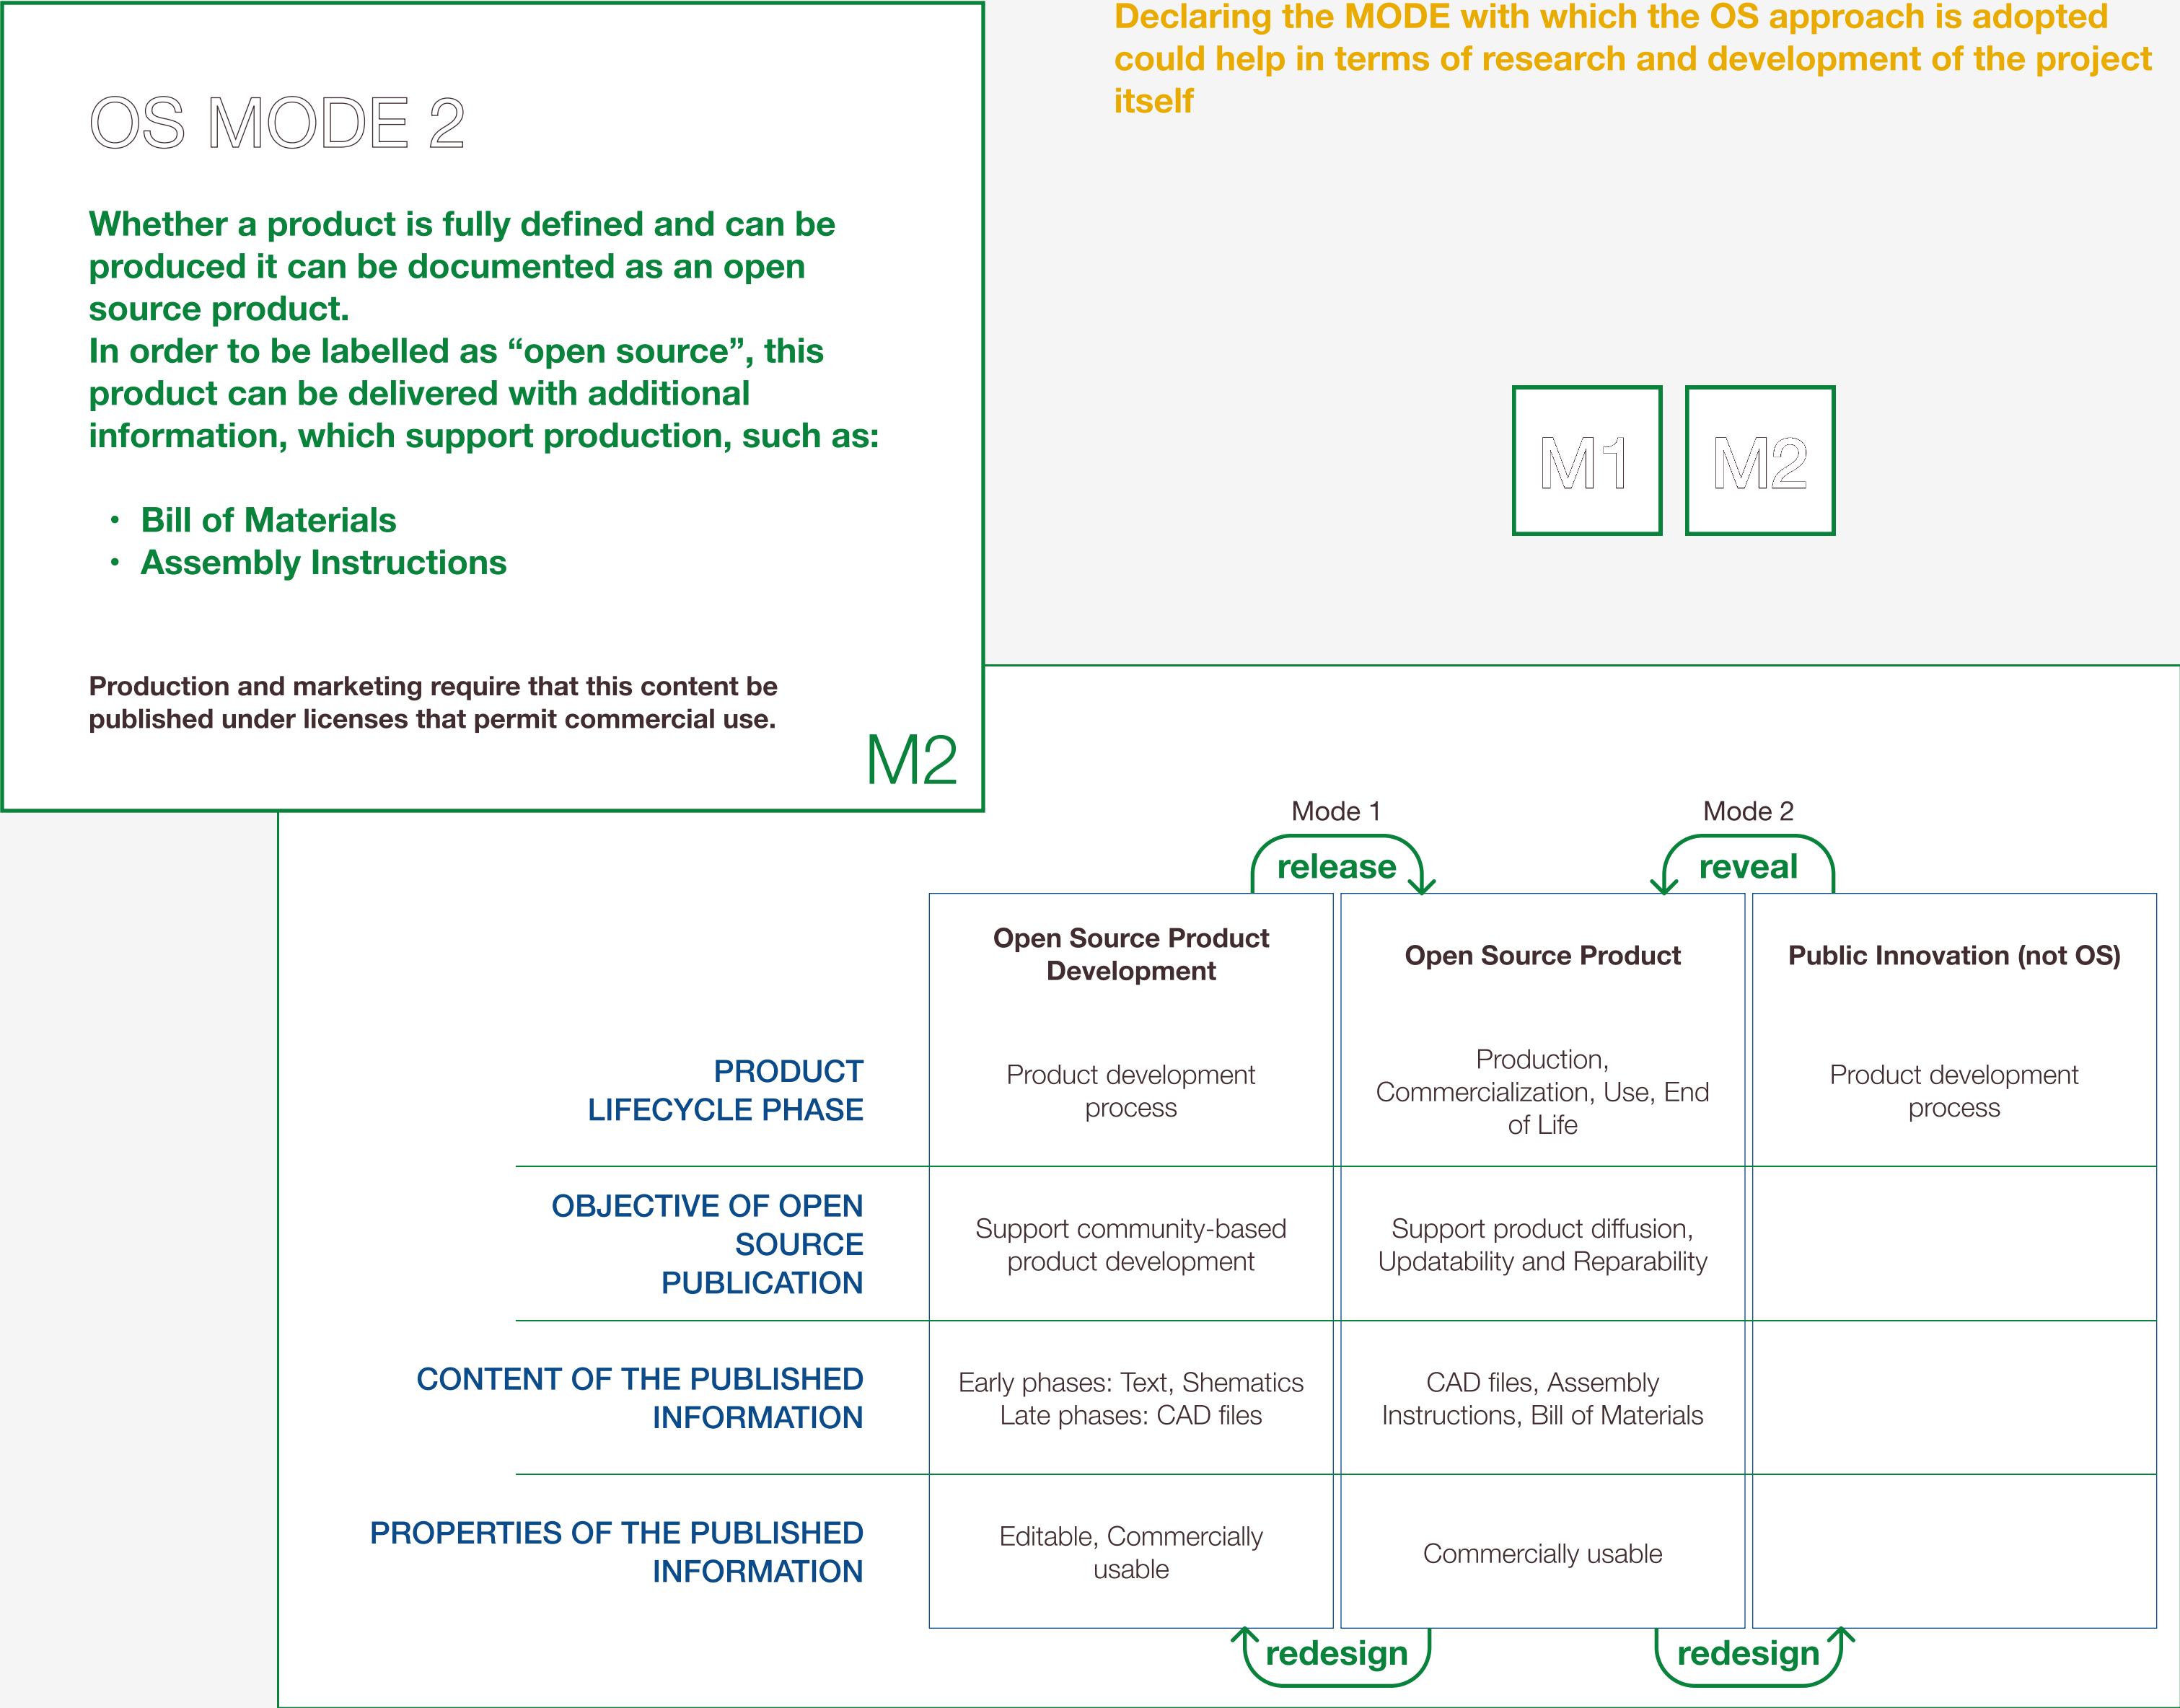 OS MODE 2
Whether a product is fully defined and can be
produced it can be documented as an open
source product.
In order to be labelled as “open source”, this
product can be delivered with additional
information, which support production, such as:
• Bill of Materials
• Assembly Instructions
Production and marketing require that this content be
published under licenses that permit commercial use.
M2
Declaring the MODE with which the OS approach is adopted
could help in terms of research and development of the project
itself
M1
M2
Mode 1
release
Mode 2
reveal
Open Source Product
Development
Open Source Product
Public Innovation (not OS)
PRODUCT
LIFECYCLE PHASE
Product development
process
Production,
Commercialization, Use, End
of Life
Product development
process
OBJECTIVE OF OPEN
SOURCE
PUBLICATION
Support community-based
product development
Support product diffusion,
Updatability and Reparability
CONTENT OF THE PUBLISHED
INFORMATION
Early phases: Text, Shematics
Late phases: CAD files
CAD files, Assembly
Instructions, Bill of Materials
PROPERTIES OF THE PUBLISHED
INFORMATION
Editable, Commercially
usable
Commercially usable
redesign
redesign